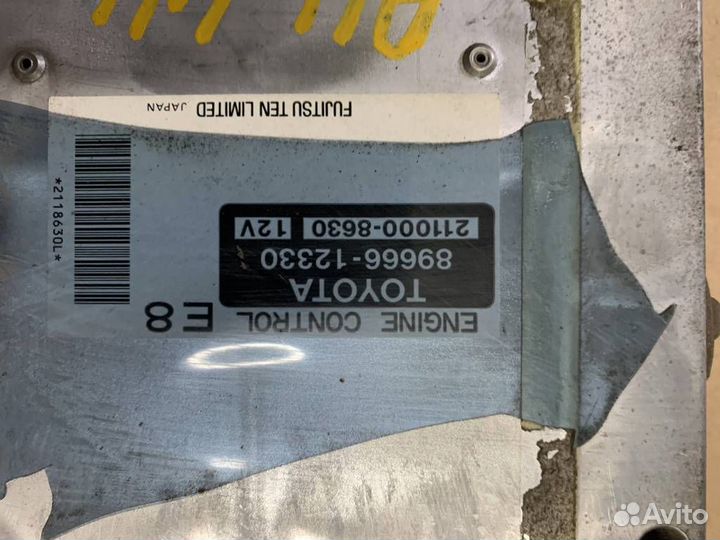 ENGINE CONTROL E8
TOYOTA
89666-12330
211000-8630 12V
FUJITSU TEN LIMITED JAPAN
*2118630L*
Avito